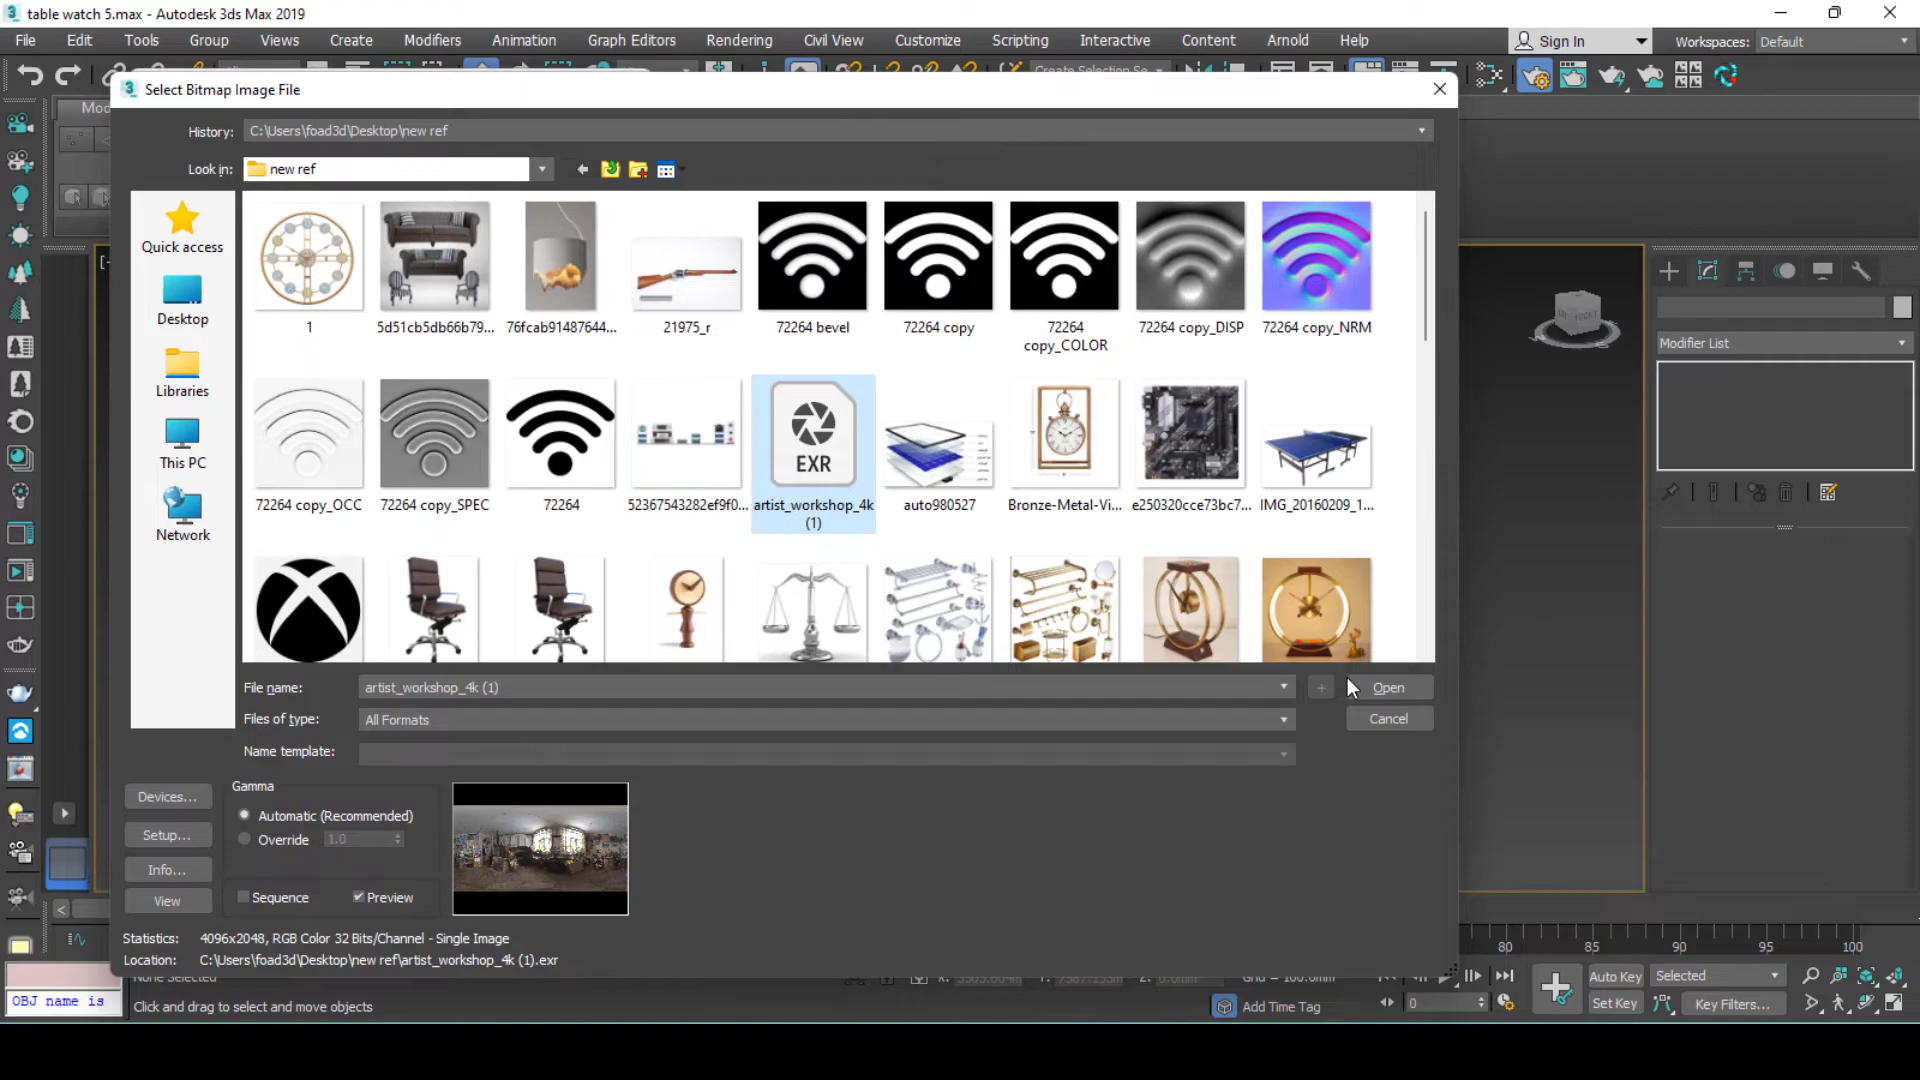 table watch 5.max - Autodesk 3ds Max 2019
File Edit Tools Group Views Create Modifiers Animation Graph Editors Rendering Civil View Customize Scripting Interactive Content Arnold Help
Sign In
Workspaces: Default
Select Bitmap Image File
History: C:\Users\foad3d\Desktop\new ref
Look in: new ref
Quick access
Desktop
Libraries
This PC
Network
1 5d51cb5db66b79... 76fcab91487644... 21975_r 72264 bevel 72264 copy 72264 copy_COLOR 72264 copy_DISP 72264 copy_NRM
EXR
72264 copy_OCC 72264 copy_SPEC 72264 52367543282ef9f0... artist_workshop_4k (1) auto980527 Bronze-Metal-Vi... e250320cce73bc7... IMG_20160209_1...
File name: artist_workshop_4k (1)
Open
Files of type: All Formats
Cancel
Name template:
Devices...
Setup...
Info...
View
Gamma
Automatic (Recommended)
Override 1.0
Sequence Preview
Statistics: 4096x2048, RGB Color 32 Bits/Channel - Single Image
Location: C:\Users\foad3d\Desktop\new ref\artist_workshop_4k (1).exr
Modifier List
80 85 90 95 100
OBJ name is
None Selected
Click and drag to select and move objects
Add Time Tag
0
Auto Key Selected
Set Key Key Filters...